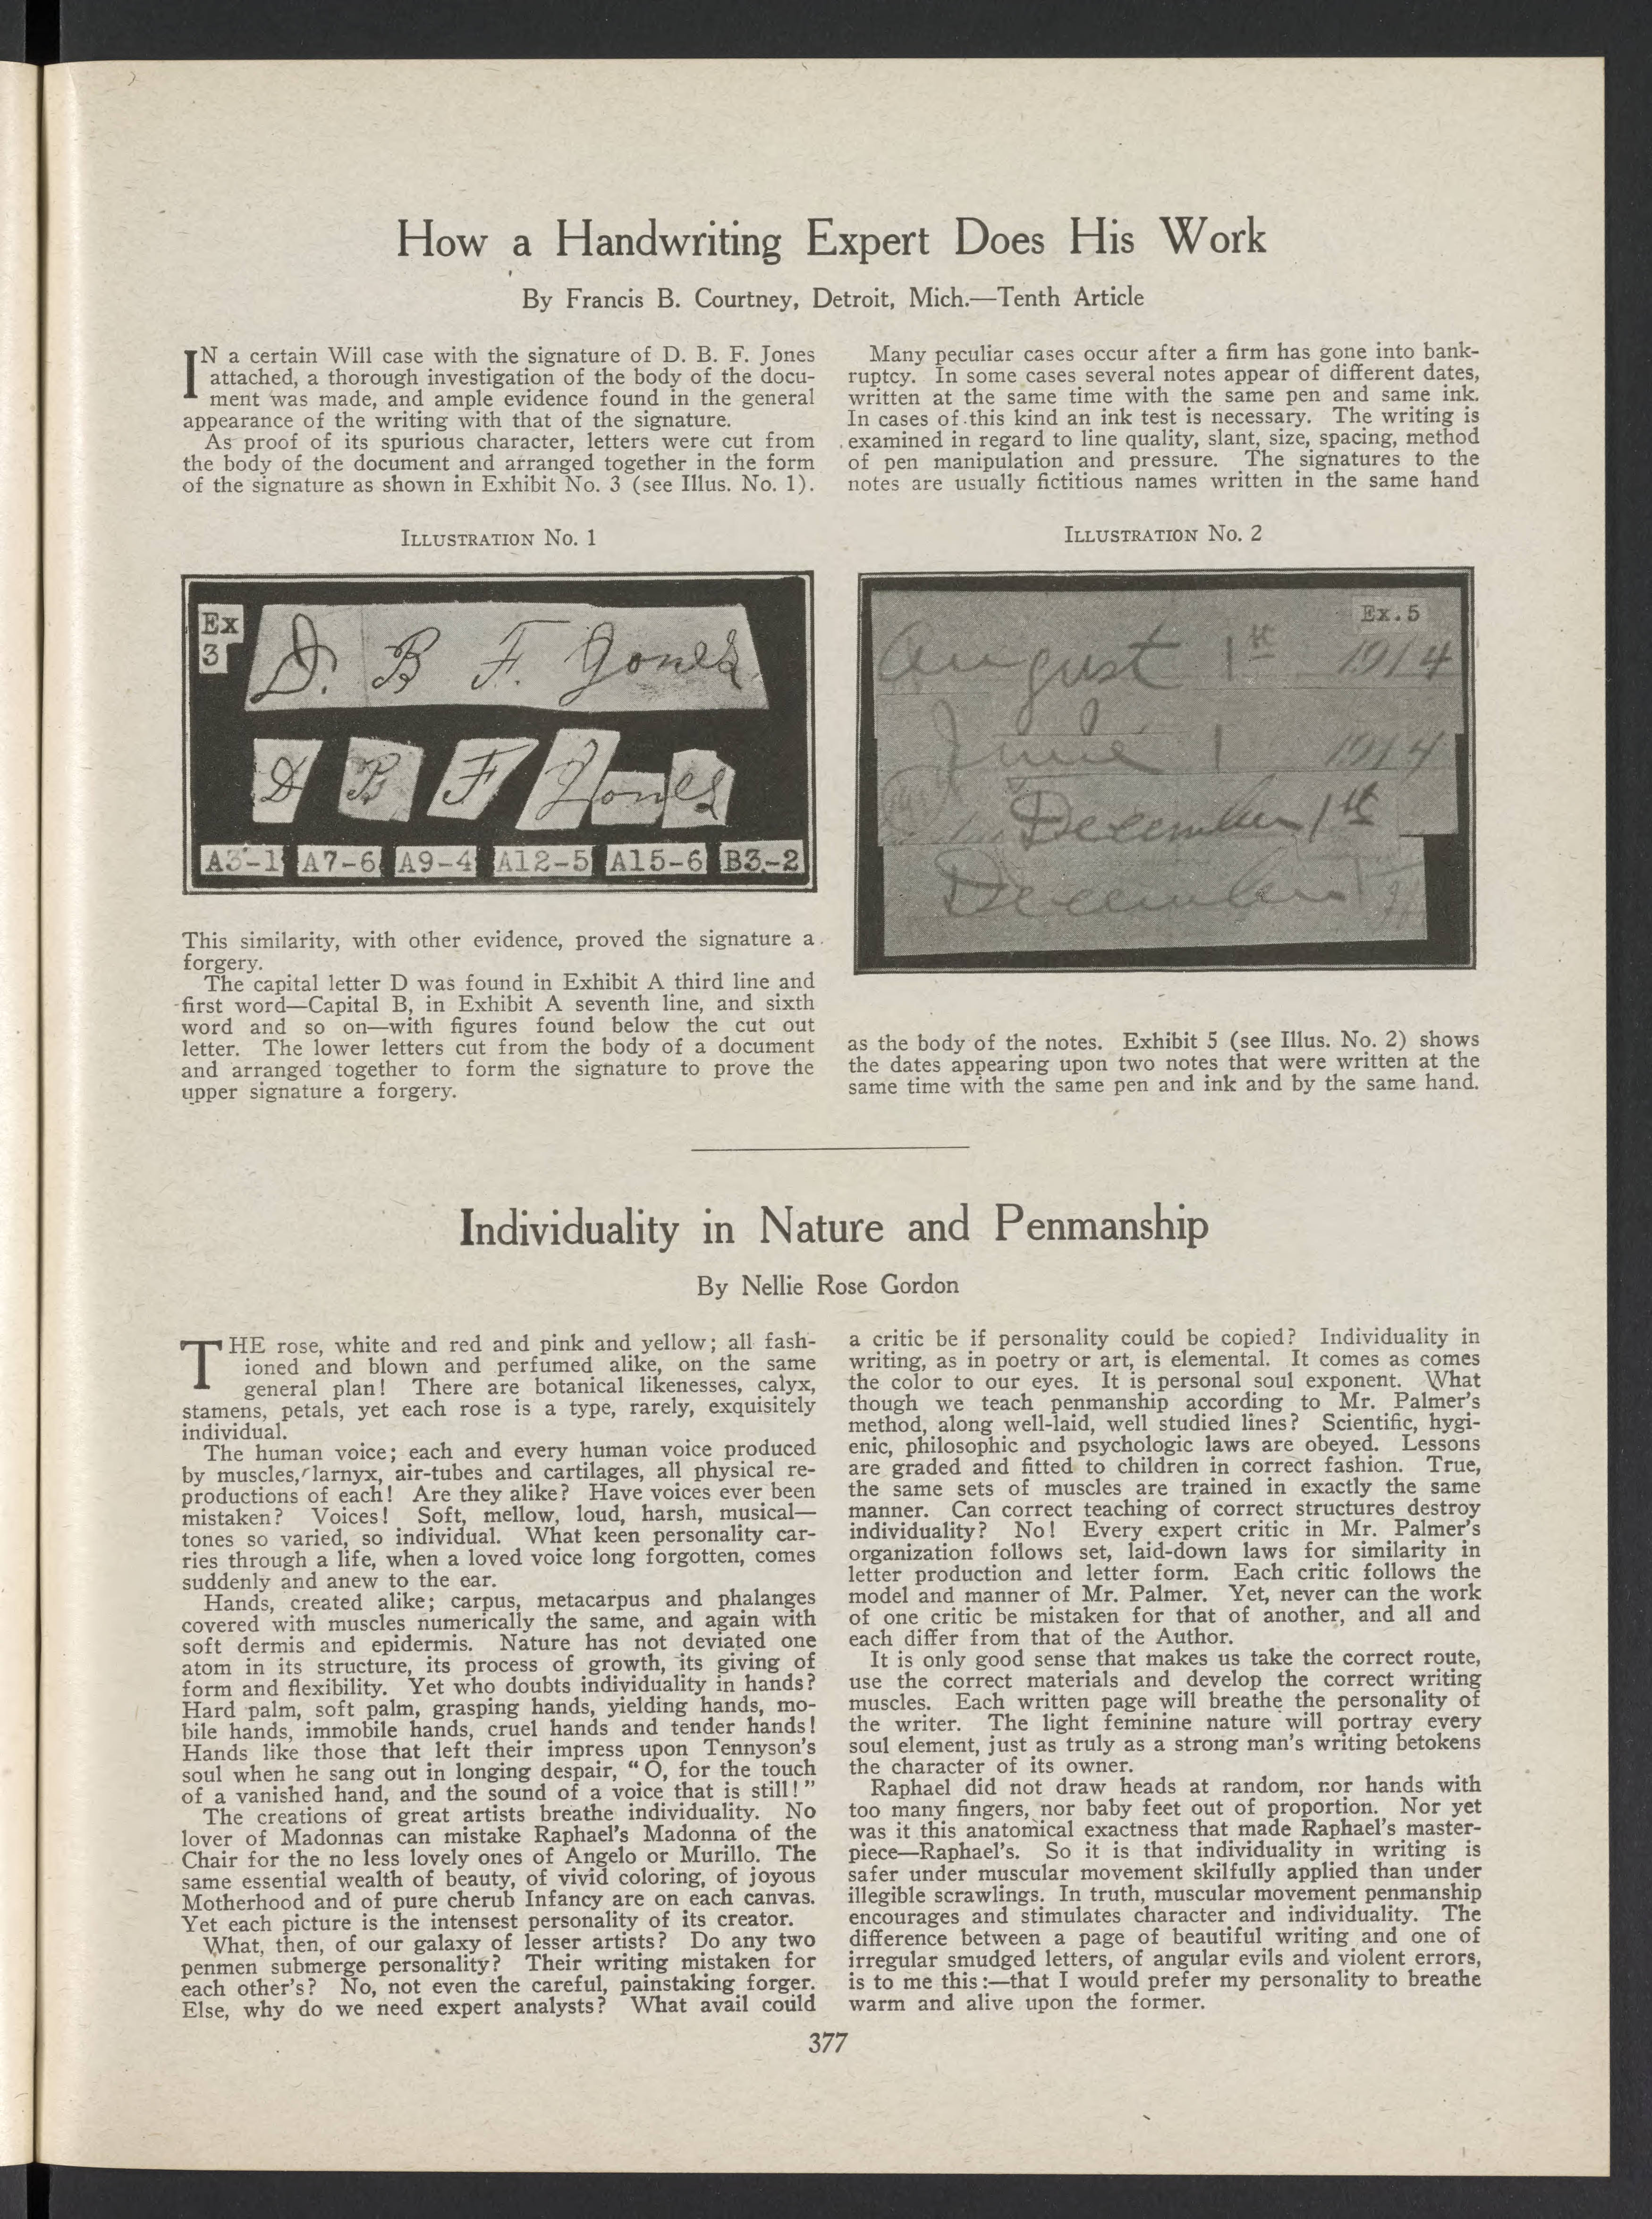 How a Handwriting Expert Does His Work
By Francis B. Courtney, Detroit, Mich.—Tenth Article
IN a certain Will case with the signature of D. B. F. Jones
attached, a thorough investigation of the body of the docu-
ment was made, and ample evidence found in the general
appearance of the writing with that of the signature.
As proof of its spurious character, letters were cut from
the body of the document and arranged together in the form
of the signature as shown in Exhibit No. 3 (see Illus. No. 1).
ILLUSTRATION No. 1
Ex
3
D. B F. Jones
D B F Jones
A3-1 A7-6 A9-4 A12-5 A15-6 B3-2
This similarity, with other evidence, proved the signature a
forgery.
The capital letter D was found in Exhibit A third line and
first word—Capital B, in Exhibit A seventh line, and sixth
word and so on—with figures found below the cut out
letter. The lower letters cut from the body of a document
and arranged together to form the signature to prove the
upper signature a forgery.
Many peculiar cases occur after a firm has gone into bank-
ruptcy. In some cases several notes appear of different dates,
written at the same time with the same pen and same ink.
In cases of this kind an ink test is necessary. The writing is
examined in regard to line quality, slant, size, spacing, method
of pen manipulation and pressure. The signatures to the
notes are usually fictitious names written in the same hand
ILLUSTRATION No. 2
Ex. 5
August 1st 1914
June 1 1914
December 1st
December
as the body of the notes. Exhibit 5 (see Illus. No. 2) shows
the dates appearing upon two notes that were written at the
same time with the same pen and ink and by the same hand.
Individuality in Nature and Penmanship
By Nellie Rose Gordon
THE rose, white and red and pink and yellow; all fash-
ioned and blown and perfumed alike, on the same
general plan! There are botanical likenesses, calyx,
stamens, petals, yet each rose is a type, rarely, exquisitely
individual.
The human voice; each and every human voice produced
by muscles, larnyx, air-tubes and cartilages, all physical re-
productions of each! Are they alike? Have voices ever been
mistaken? Voices! Soft, mellow, loud, harsh, musical—
tones so varied, so individual. What keen personality car-
ries through a life, when a loved voice long forgotten, comes
suddenly and anew to the ear.
Hands, created alike; carpus, metacarpus and phalanges
covered with muscles numerically the same, and again with
soft dermis and epidermis. Nature has not deviated one
atom in its structure, its process of growth, its giving of
form and flexibility. Yet who doubts individuality in hands?
Hard palm, soft palm, grasping hands, yielding hands, mo-
bile hands, immobile hands, cruel hands and tender hands!
Hands like those that left their impress upon Tennyson's
soul when he sang out in longing despair, "O, for the touch
of a vanished hand, and the sound of a voice that is still!"
The creations of great artists breathe individuality. No
lover of Madonnas can mistake Raphael's Madonna of the
Chair for the no less lovely ones of Angelo or Murillo. The
same essential wealth of beauty, of vivid coloring, of joyous
Motherhood and of pure cherub Infancy are on each canvas.
Yet each picture is the intensest personality of its creator.
What, then, of our galaxy of lesser artists? Do any two
penmen submerge personality? Their writing mistaken for
each other's? No, not even the careful, painstaking forger.
Else, why do we need expert analysts? What avail could
a critic be if personality could be copied? Individuality in
writing, as in poetry or art, is elemental. It comes as comes
the color to our eyes. It is personal soul exponent. What
though we teach penmanship according to Mr. Palmer's
method, along well-laid, well studied lines? Scientific, hygi-
enic, philosophic and psychologic laws are obeyed. Lessons
are graded and fitted to children in correct fashion. True,
the same sets of muscles are trained in exactly the same
manner. Can correct teaching of correct structures destroy
individuality? No! Every expert critic in Mr. Palmer's
organization follows set, laid-down laws for similarity in
letter production and letter form. Each critic follows the
model and manner of Mr. Palmer. Yet, never can the work
of one critic be mistaken for that of another, and all and
each differ from that of the Author.
It is only good sense that makes us take the correct route,
use the correct materials and develop the correct writing
muscles. Each written page will breathe the personality of
the writer. The light feminine nature will portray every
soul element, just as truly as a strong man's writing betokens
the character of its owner.
Raphael did not draw heads at random, nor hands with
too many fingers, nor baby feet out of proportion. Nor yet
was it this anatomical exactness that made Raphael's master-
piece—Raphael's. So it is that individuality in writing is
safer under muscular movement skilfully applied than under
illegible scrawlings. In truth, muscular movement penmanship
encourages and stimulates character and individuality. The
difference between a page of beautiful writing and one of
irregular smudged letters, of angular evils and violent errors,
is to me this:—that I would prefer my personality to breathe
warm and alive upon the former.
377